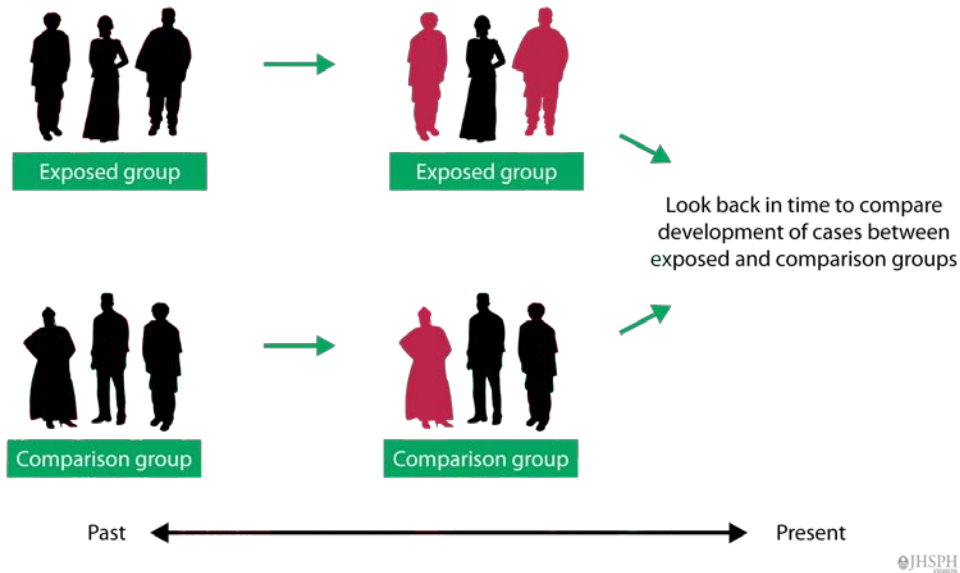 Exposed group
Exposed group
Look back in time to compare
development of cases between
exposed and comparison groups
Comparison group
Comparison group
Past
Present
JHSPH